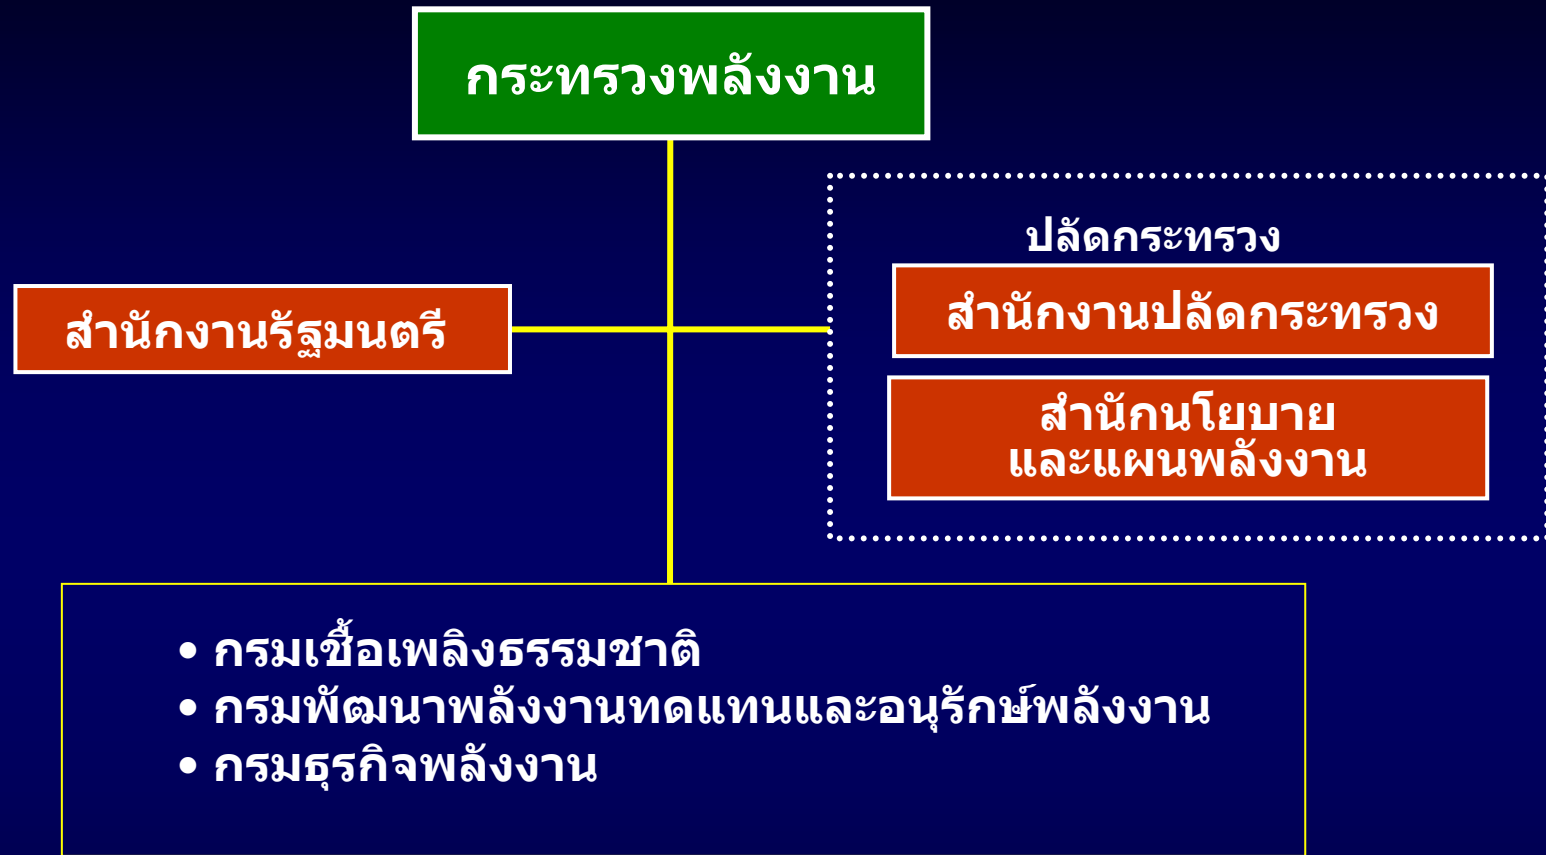 กระทรวงพลังงาน
ปลัดกระทรวง
สำนักงานรัฐมนตรี
สำนักงานปลัดกระทรวง
สำนักนโยบาย
และแผนพลังงาน
• กรมเชื้อเพลิงธรรมชาติ
• กรมพัฒนาพลังงานทดแทนและอนุรักษ์พลังงาน
• กรมธุรกิจพลังงาน